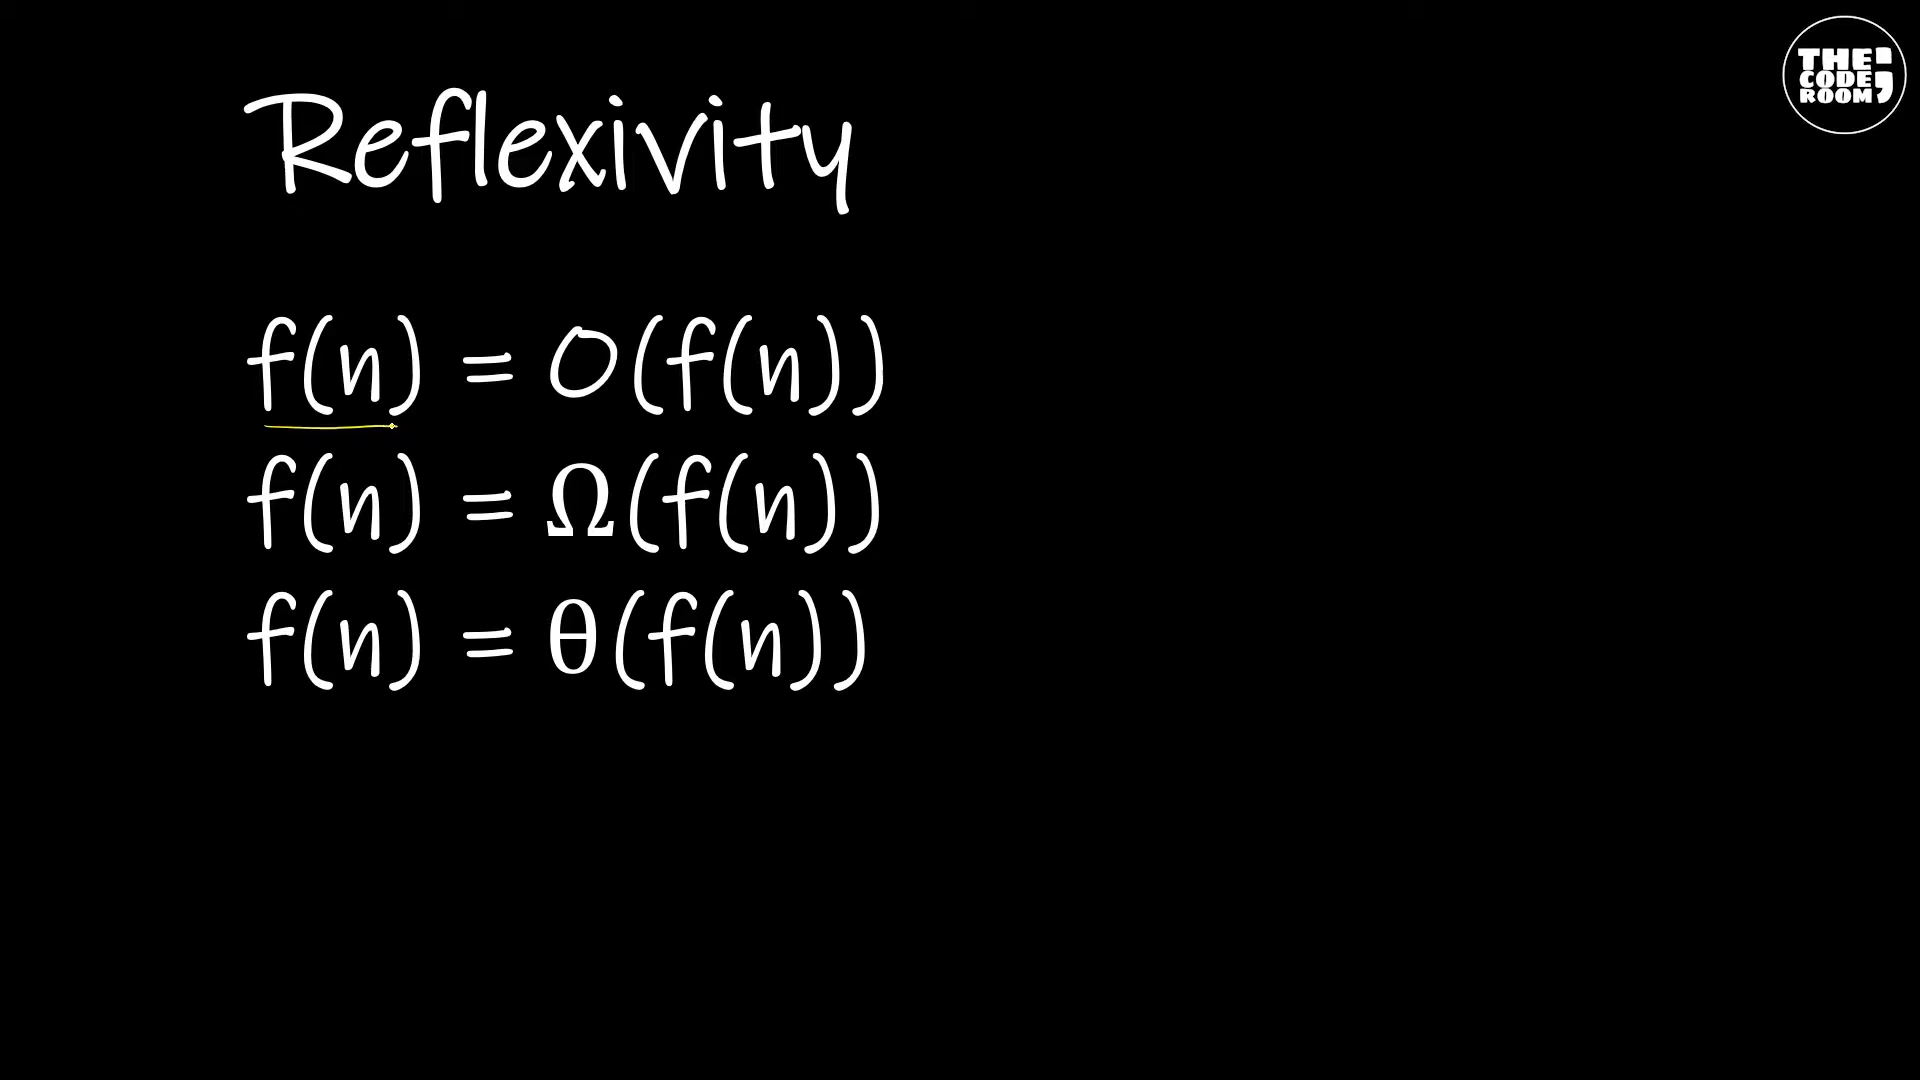 Reflexivity
THE
CODE
ROOM;
f(n) = O(f(n))
f(n) = Ω(f(n))
f(n) = θ(f(n))